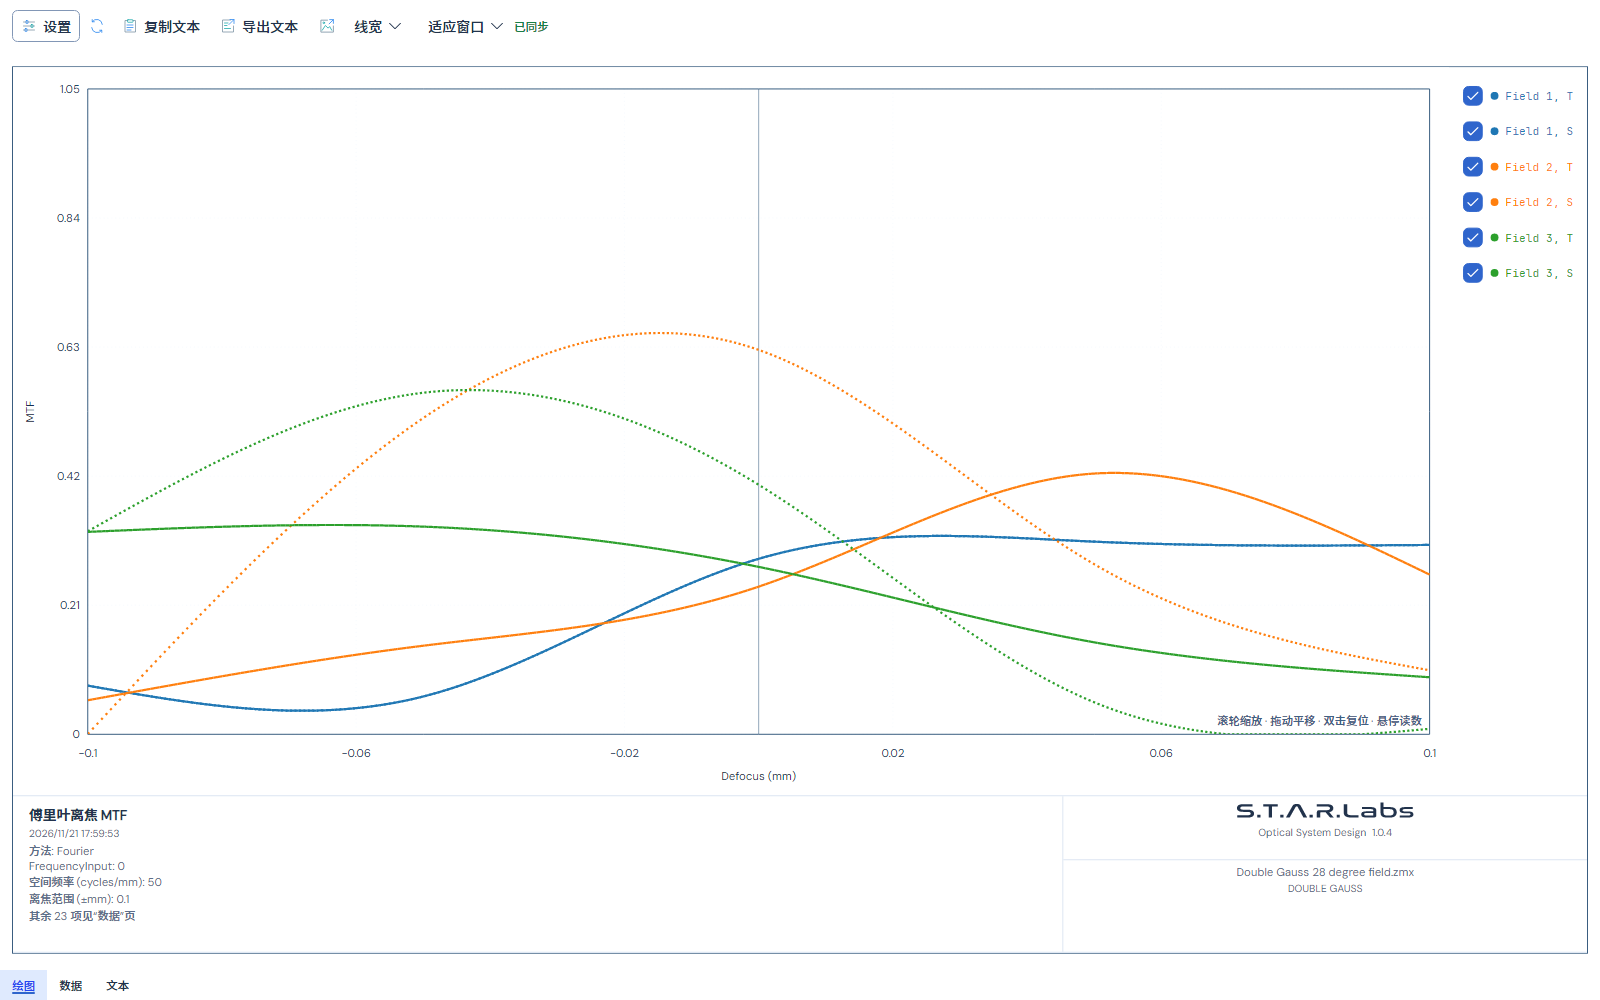 设置 复制文本 导出文本 线宽 适应窗口 已同步
1.05
0.84
0.63
0.42
0.21
0
MTF
-0.1 -0.06 -0.02 0.02 0.06 0.1
Defocus (mm)
滚轮缩放 · 拖动平移 · 双击复位 · 悬停读数
Field 1, T
Field 1, S
Field 2, T
Field 2, S
Field 3, T
Field 3, S
傅里叶离焦 MTF
2026/11/21 17:59:53
方法: Fourier
FrequencyInput: 0
空间频率 (cycles/mm): 50
离焦范围 (±mm): 0.1
其余 23 项见“数据”页
S.T.A.R.Labs
Optical System Design 1.0.4
Double Gauss 28 degree field.zmx
DOUBLE GAUSS
绘图 数据 文本